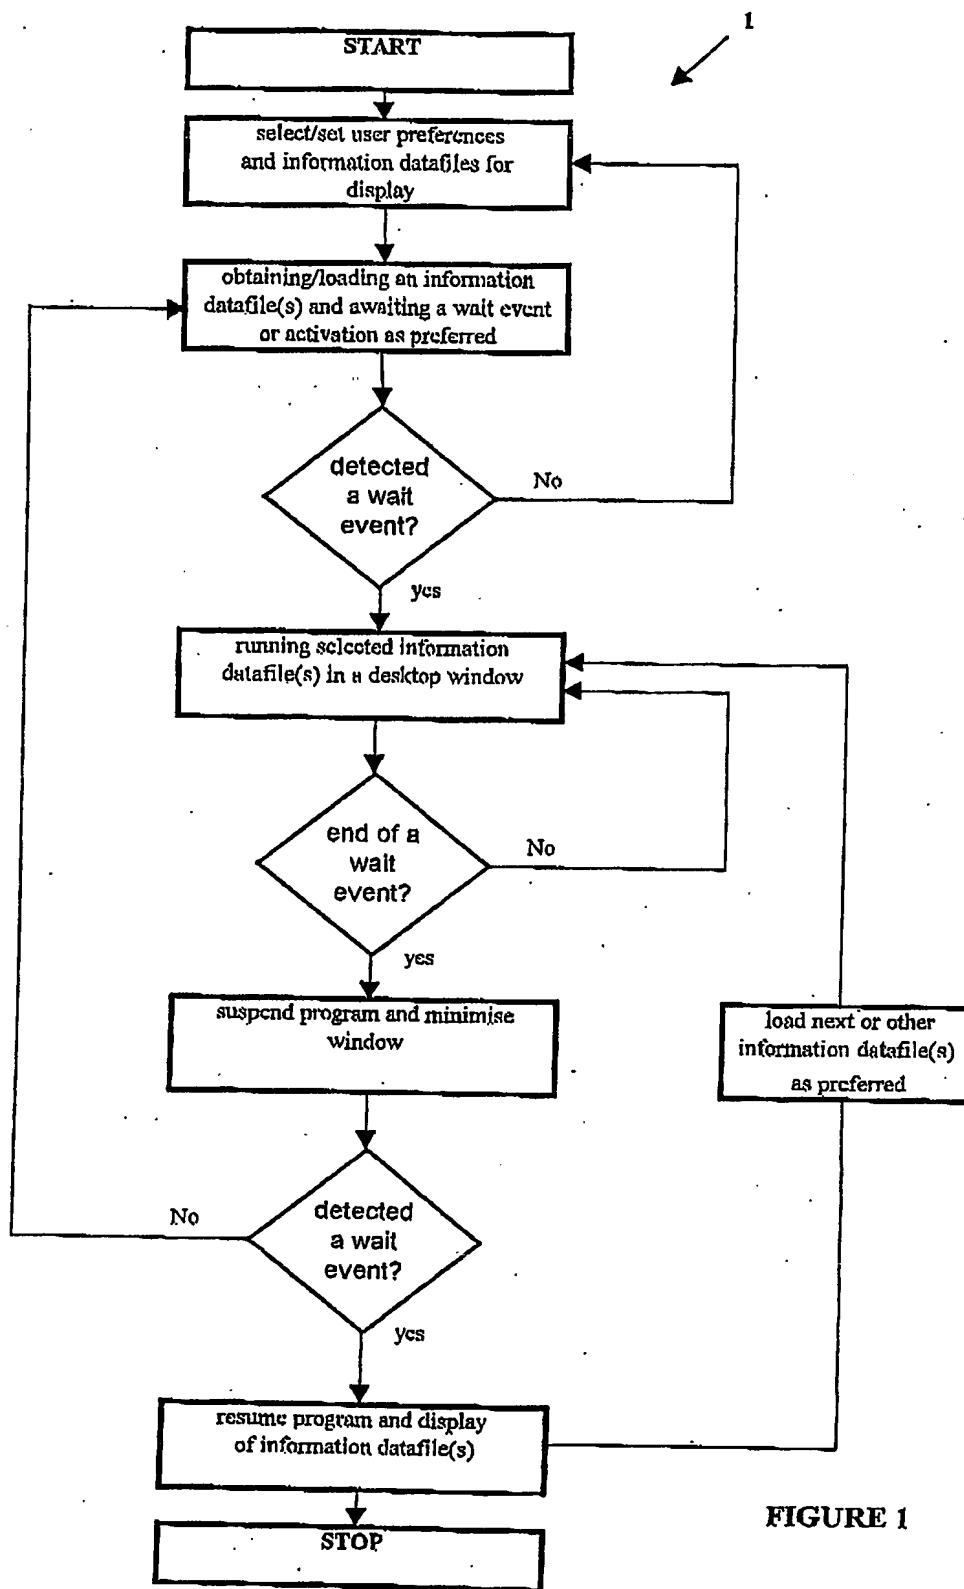 1
START
select/set user preferences
and information datafiles for
display
obtaining/loading an information
datafile(s) and awaiting a wait event
or activation as preferred
detected
a wait
event?
No
yes
running selected information
datafile(s) in a desktop window
end of a
wait
event?
No
yes
suspend program and minimise
window
load next or other
information datafile(s)
as preferred
detected
a wait
event?
No
yes
resume program and display
of information datafile(s)
STOP
FIGURE 1